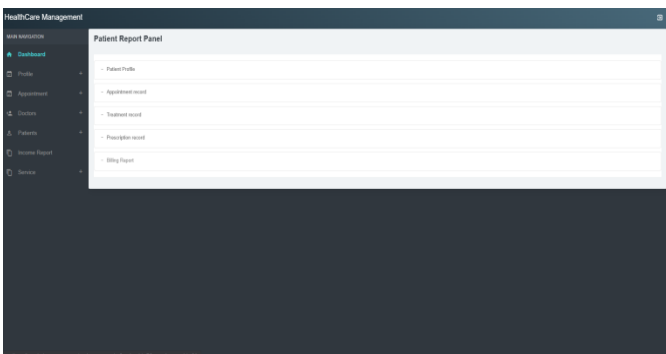 HealthCare Management
MAIN NAVIGATION
Dashboard
Profile +
Appointment +
Doctors +
Patients +
Income Report
Service +
Patient Report Panel
- Patient Profile
- Appointment record
- Treatment record
- Prescription record
- Billing Report